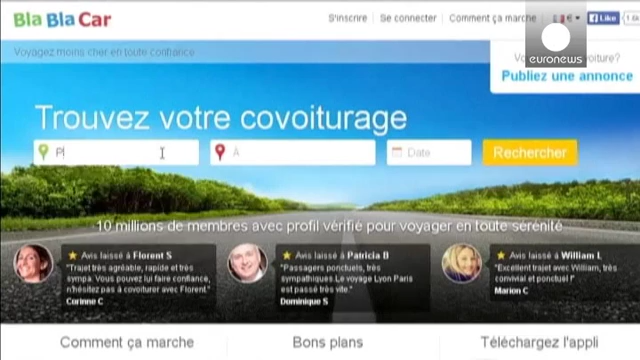 Bla Bla Car
S'inscrire Se connecter Comment ça marche € Like
euronews
Voyagez moins cher en toute confiance
Publiez une annonce
Trouvez votre covoiturage
P A Date Rechercher
10 millions de membres avec profil vérifié pour voyager en toute sérénité
Avis laissé à Florent S
"Trajet très agréable, rapide et très
sympa. Vous pouvez lui faire confiance,
n'hésitez pas à covoiturer avec Florent."
Corinne C
Avis laissé à Patricia B
"Passagers ponctuels, très
sympathiques. Le voyage Lyon Paris
est passé très vite."
Dominique S
Avis laissé à William L
"Excellent trajet avec William, très
convivial et ponctuel !"
Marion C
Comment ça marche Bons plans Téléchargez l'appli